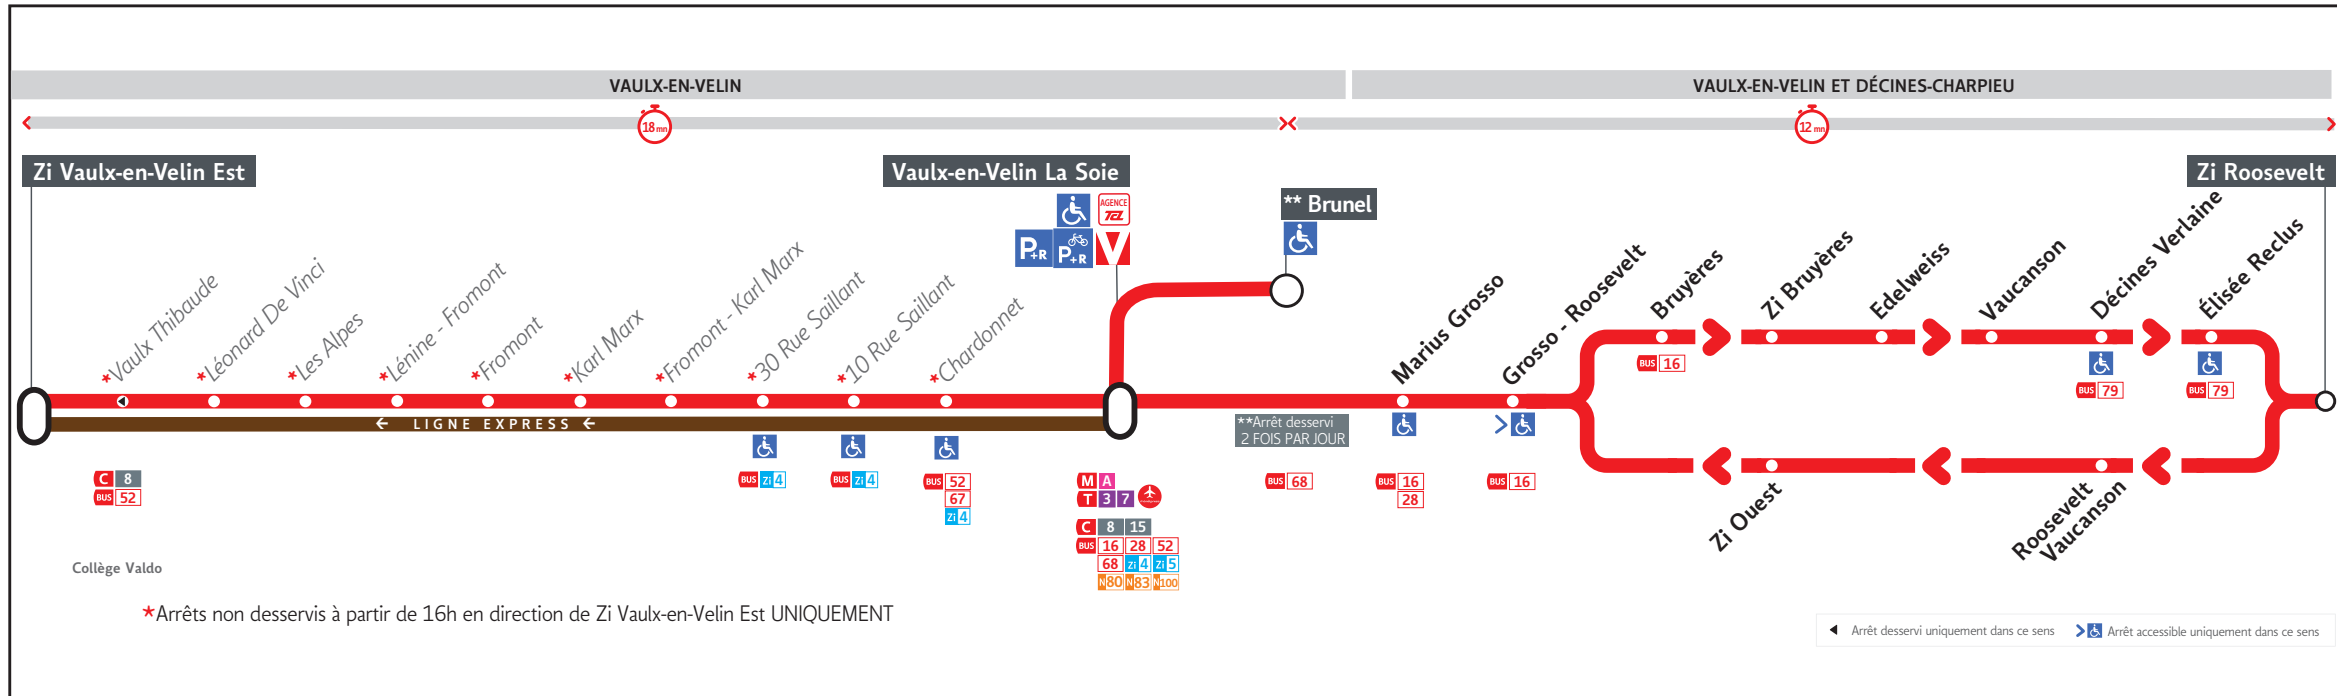 VAULX-EN-VELIN
VAULX-EN-VELIN ET DÉCINES-CHARPIEU
18 mn
12 mn
Zi Vaulx-en-Velin Est
Vaulx-en-Velin La Soie
AGENCE
TCL
P+R
P+R
** Brunel
Zi Roosevelt
*Vaulx Thibaude
*Léonard De Vinci
*Les Alpes
*Lénine - Fromont
*Fromont
*Karl Marx
*Fromont - Karl Marx
*30 Rue Saillant
*10 Rue Saillant
*Chardonnet
Marius Grosso
Grosso - Roosevelt
Bruyères
Zi Bruyères
Edelweiss
Vaucanson
Décines Verlaine
Élisée Reclus
BUS 16
BUS 79
BUS 79
← LIGNE EXPRESS ←
**Arrêt desservi
2 FOIS PAR JOUR
C 8
BUS 52
BUS Zi 4
BUS Zi 4
BUS 52
67
Zi 4
M A
T 3 7
C 8 15
BUS 16 28 52
68 Zi 4 Zi 5
N80 N83 N100
BUS 68
BUS 16
28
BUS 16
Zi Ouest
Roosevelt
Vaucanson
Collège Valdo
*Arrêts non desservis à partir de 16h en direction de Zi Vaulx-en-Velin Est UNIQUEMENT
Arrêt desservi uniquement dans ce sens
Arrêt accessible uniquement dans ce sens